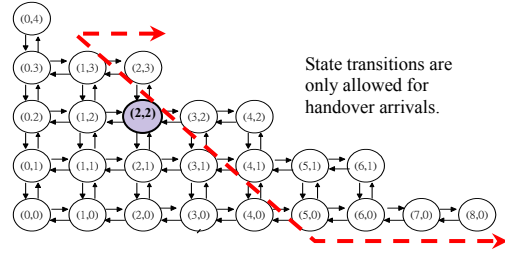 (0,4)
(0.3) (1,3) (2,3)
State transitions are
only allowed for
handover arrivals.
(0.2) (1,2) (2,2) (3,2) (4,2)
(0,1) (1,1) (2,1) (3,1) (4,1) (5,1) (6,1)
(0,0) (1,0) (2,0) (3,0) (4,0) (5,0) (6,0) (7,0) (8,0)